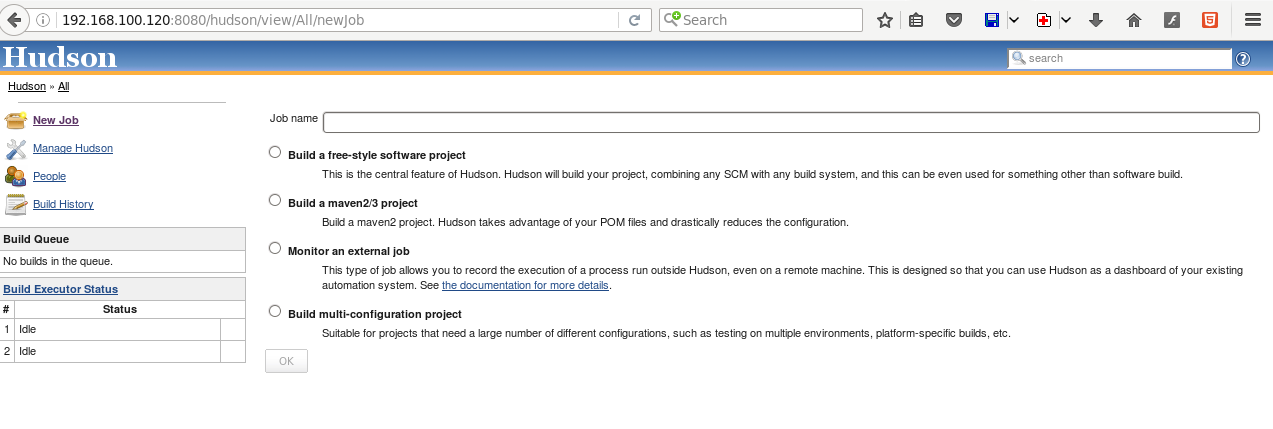 192.168.100.120:8080/hudson/view/All/newJob
Search
Hudson
search
Hudson » All
New Job
Manage Hudson
People
Build History
Build Queue
No builds in the queue.
Build Executor Status
# Status
1 Idle
2 Idle
Job name
Build a free-style software project
This is the central feature of Hudson. Hudson will build your project, combining any SCM with any build system, and this can be even used for something other than software build.
Build a maven2/3 project
Build a maven2 project. Hudson takes advantage of your POM files and drastically reduces the configuration.
Monitor an external job
This type of job allows you to record the execution of a process run outside Hudson, even on a remote machine. This is designed so that you can use Hudson as a dashboard of your existing
automation system. See the documentation for more details.
Build multi-configuration project
Suitable for projects that need a large number of different configurations, such as testing on multiple environments, platform-specific builds, etc.
OK